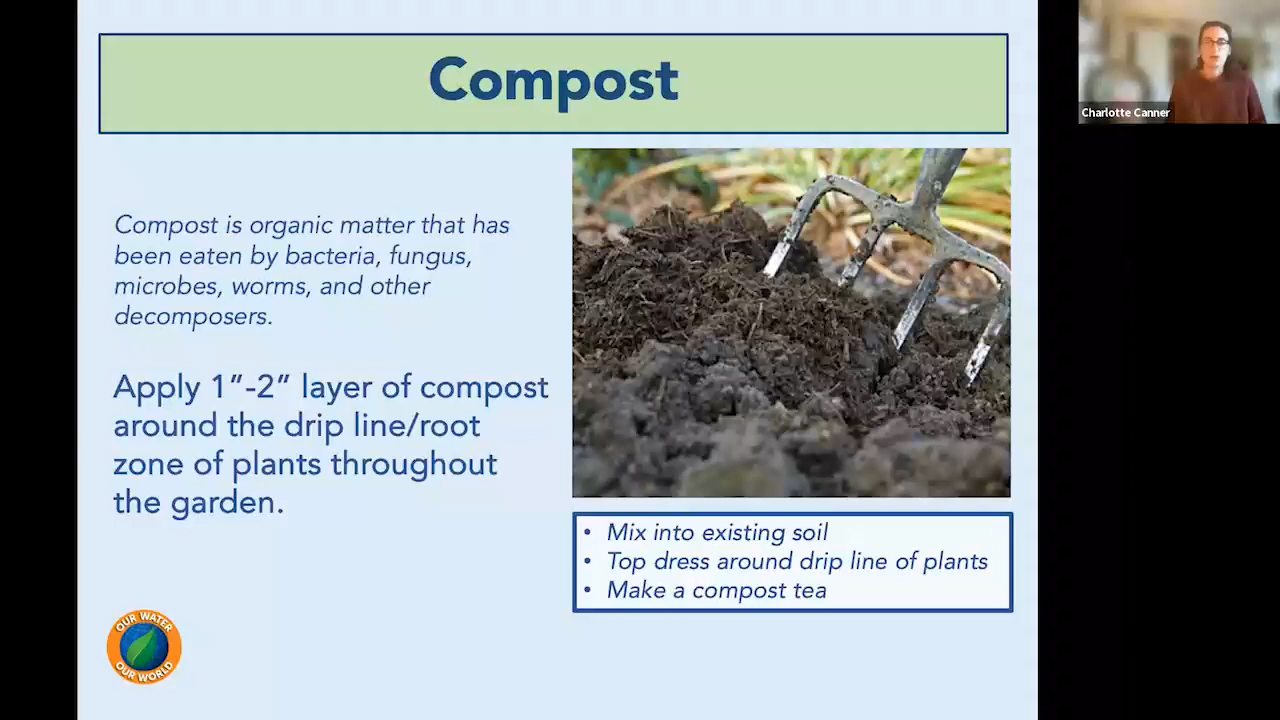 Compost
Compost is organic matter that has
been eaten by bacteria, fungus,
microbes, worms, and other
decomposers.
Apply 1”-2” layer of compost
around the drip line/root
zone of plants throughout
the garden.
• Mix into existing soil
• Top dress around drip line of plants
• Make a compost tea
OUR WATER
OUR WORLD
Charlotte Canner